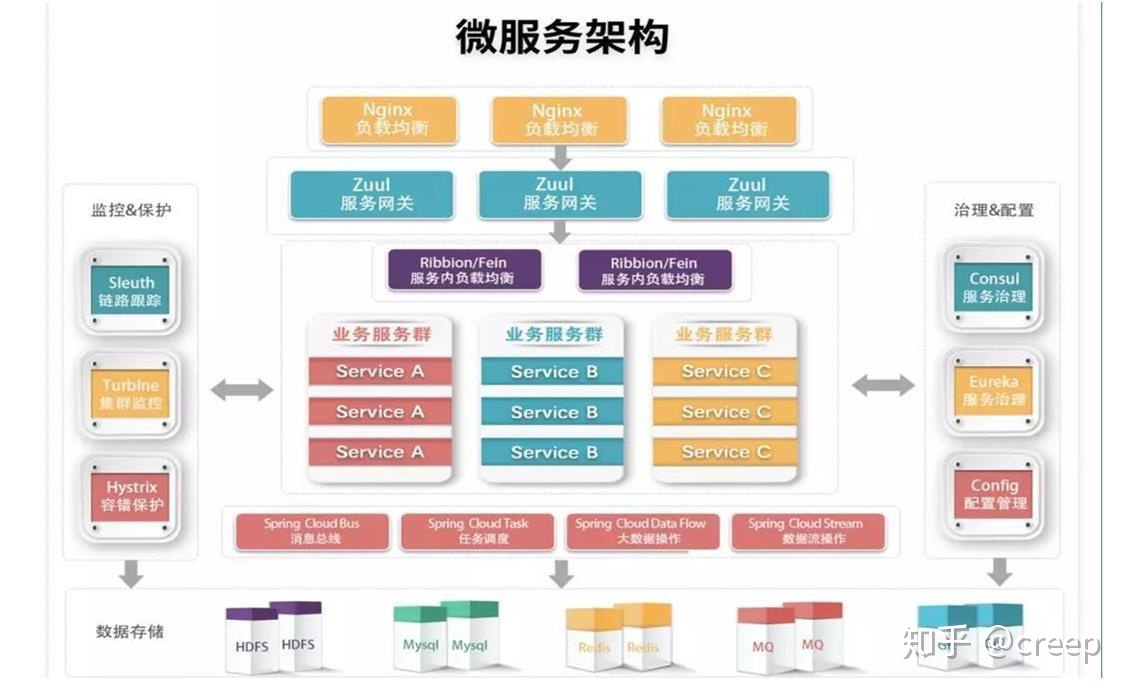 微服务架构
Nginx
负载均衡
Nginx
负载均衡
Nginx
负载均衡
Zuul
服务网关
Zuul
服务网关
Zuul
服务网关
监控&保护
Sleuth
链路跟踪
Turbine
集群监控
Hystrix
容错保护
Ribbion/Fein
服务内负载均衡
Ribbion/Fein
服务内负载均衡
业务服务群
Service A
Service A
Service A
业务服务群
Service B
Service B
Service B
业务服务群
Service C
Service C
Service C
治理&配置
Consul
服务治理
Eureka
服务治理
Config
配置管理
Spring Cloud Bus
消息总线
Spring Cloud Task
任务调度
Spring Cloud Data Flow
大数据操作
Spring Cloud Stream
数据流操作
数据存储
HDFS
HDFS
Mysql
Mysql
Redis
Redis
MQ
MQ
知乎 @creep